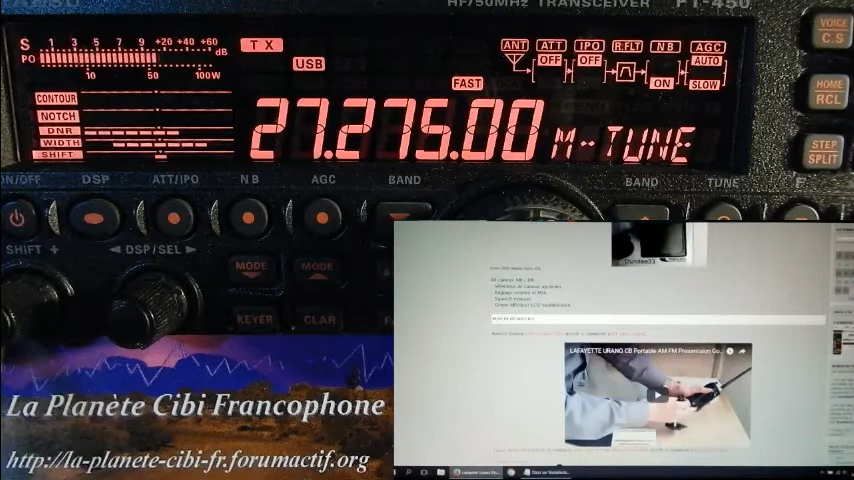 HF/50MHz TRANSCEIVER FT-450
S 1 3 5 7 9 +20 +40 +60 dB
PO 10 50 100W
TX
USB
FAST
ANT ATT IPO R.FLT NB AGC
OFF OFF AUTO
ON SLOW
VOICE
C.S
HOME
RCL
STEP
SPLIT
CONTOUR
NOTCH
DNR
WIDTH
SHIFT
27.275.00 M-TUNE
ON/OFF DSP ATT/IPO NB AGC BAND BAND TUNE F
SHIFT + ◄ DSP/SEL ►
MODE MODE
KEYER CLAR
Dundee33
LAFAYETTE URANO CB Portable AM FM Presentation Co...
La Planète Cibi Francophone
http://la-planete-cibi-fr.forumactif.org